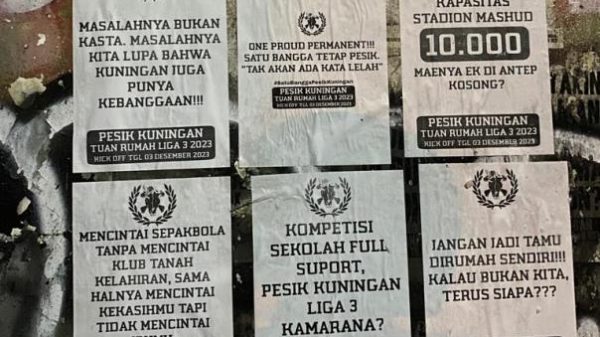 MASALAHNYA BUKAN
KASTA. MASALAHNYA
KITA LUPA BAHWA
KUNINGAN JUGA
PUNYA
KEBANGGAAN!!!
PESIK KUNINGAN
TUAN RUMAH LIGA 3 2023
KICK OFF TGL 03 DESEMBER 2023
ONE PROUD PERMANENT!!!
SATU BANGGA TETAP PESIK.
"TAK AKAN ADA KATA LELAH"
#SatuBanggaPesikKuningan
PESIK KUNINGAN
TUAN RUMAH LIGA 3 2023
KICK OFF TGL 03 DESEMBER 2023
KAPASITAS
STADION MASHUD
10.000
MAENYA EK DI ANTEP
KOSONG?
PESIK KUNINGAN
TUAN RUMAH LIGA 3 2023
KICK OFF TGL 03 DESEMBER 2023
MENCINTAI SEPAKBOLA
TANPA MENCINTAI
KLUB TANAH
KELAHIRAN, SAMA
HALNYA MENCINTAI
KEKASIHMU TAPI
TIDAK MENCINTAI
KOMPETISI
SEKOLAH FULL
SUPORT,
PESIK KUNINGAN
LIGA 3
KAMARANA?
JANGAN JADI TAMU
DIRUMAH SENDIRI!!!
KALAU BUKAN KITA,
TERUS SIAPA???